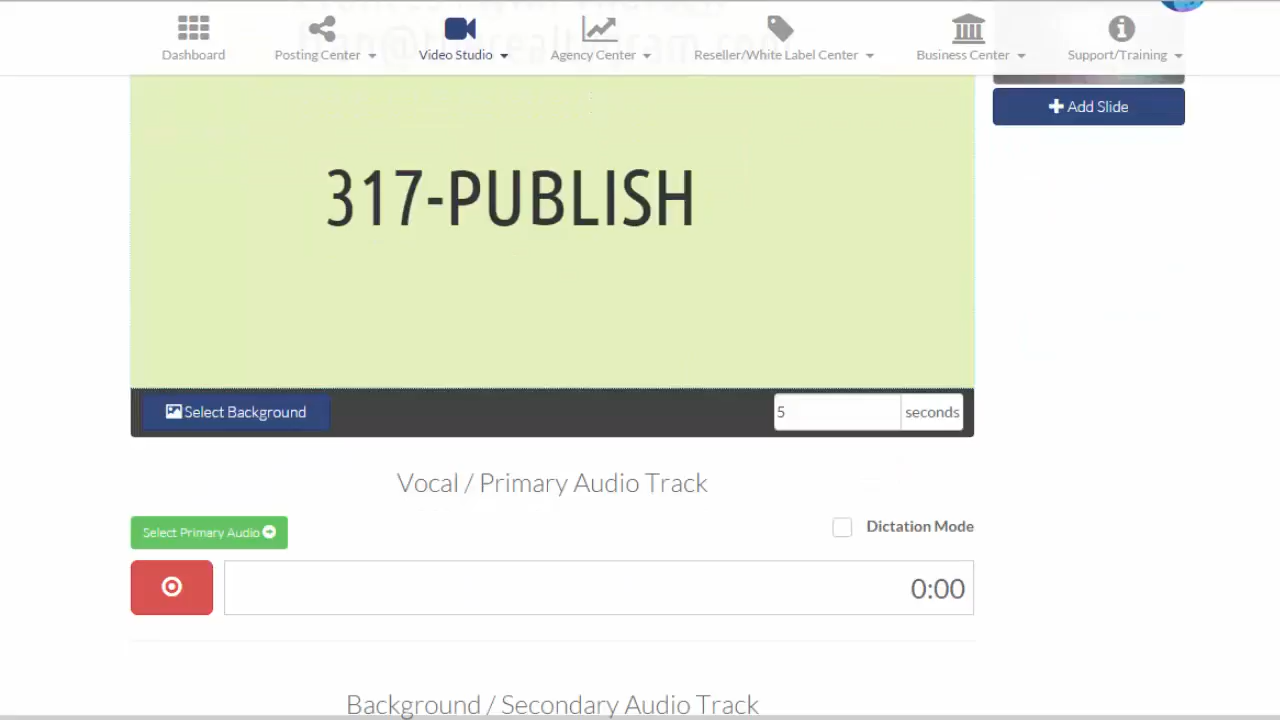 Dashboard
Posting Center
Video Studio
Agency Center
Reseller/White Label Center
Business Center
Support/Training
Add Slide
317-PUBLISH
Select Background
5 seconds
Vocal / Primary Audio Track
Select Primary Audio
Dictation Mode
0:00
Background / Secondary Audio Track